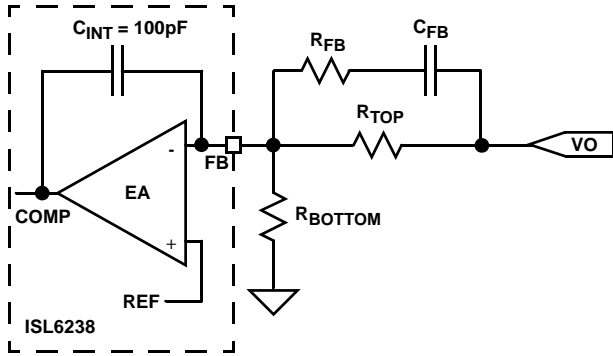 C_INT = 100pF
R_FB
C_FB
R_TOP
VO
-
FB
EA
COMP
R_BOTTOM
+
REF
ISL6238